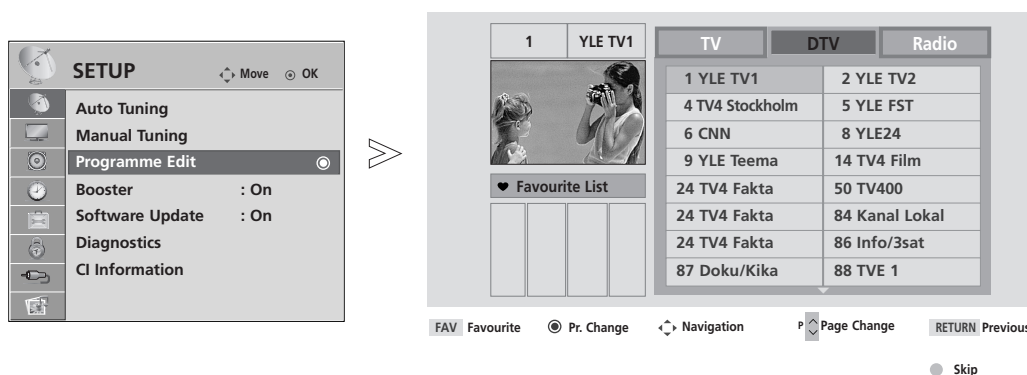 SETUP Move OK
Auto Tuning
Manual Tuning
Programme Edit
Booster : On
Software Update : On
Diagnostics
CI Information
1 YLE TV1
Favourite List
TV DTV Radio
1 YLE TV1 2 YLE TV2
4 TV4 Stockholm 5 YLE FST
6 CNN 8 YLE24
9 YLE Teema 14 TV4 Film
24 TV4 Fakta 50 TV400
24 TV4 Fakta 84 Kanal Lokal
24 TV4 Fakta 86 Info/3sat
87 Doku/Kika 88 TVE 1
FAV Favourite Pr. Change Navigation P Page Change RETURN Previous
Skip